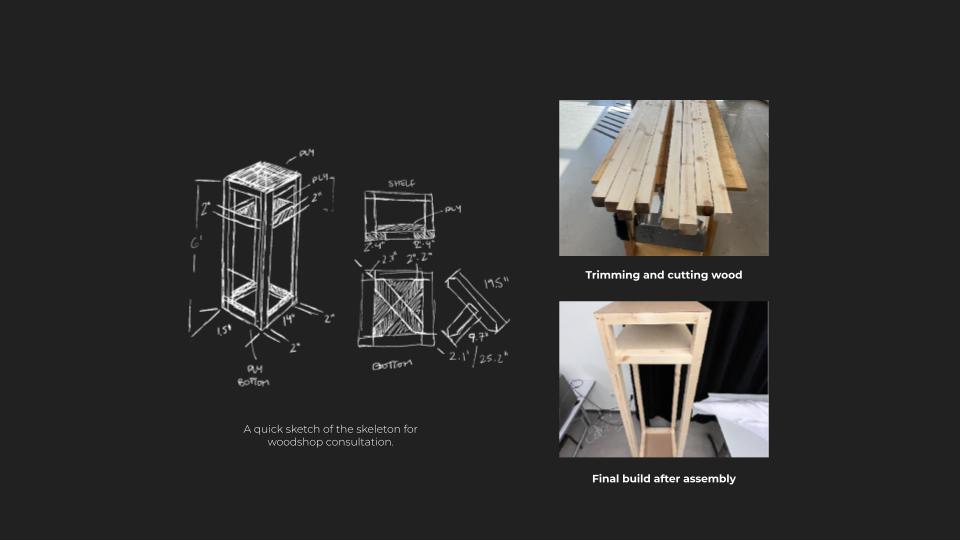 PLY
PLY
2"
2"
6'
14"
2"
1.5"
2"
PLY
BOTTOM
SHELF
PLY
2"·4"
2"·4"
2.3"
2"·2"
19.5"
9.7"
2.1'/25.2"
BOTTOM
A quick sketch of the skeleton for
woodshop consultation.
Trimming and cutting wood
Final build after assembly